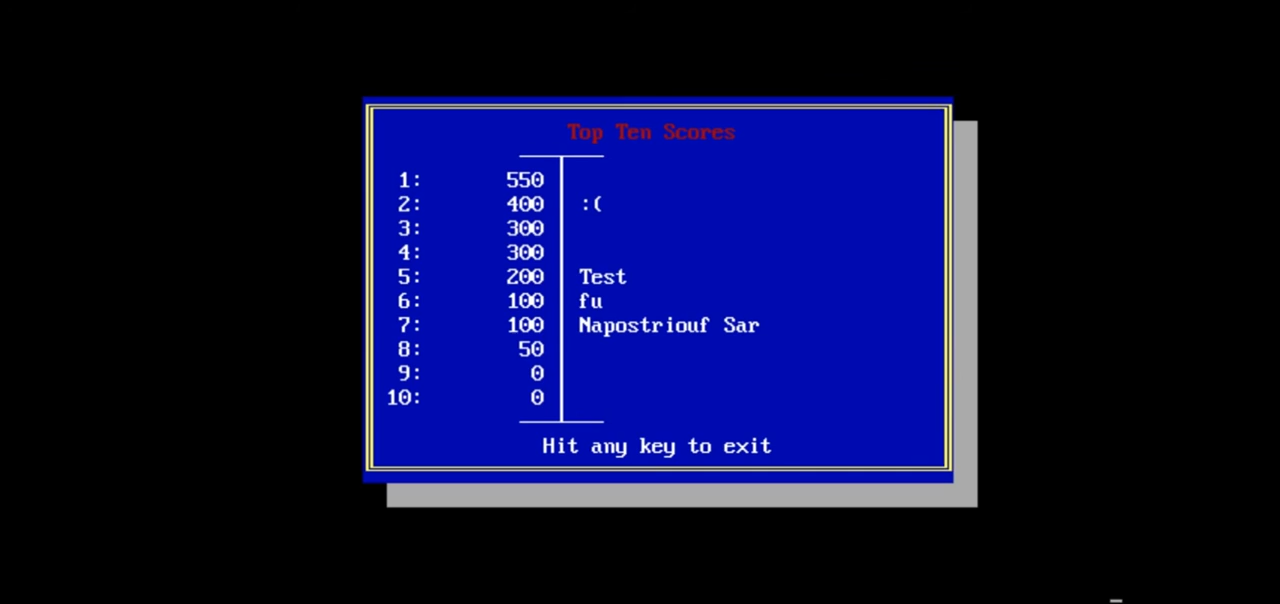 Top Ten Scores
1: 550
2: 400 :(
3: 300
4: 300
5: 200 Test
6: 100 fu
7: 100 Napostriouf Sar
8: 50
9: 0
10: 0
Hit any key to exit